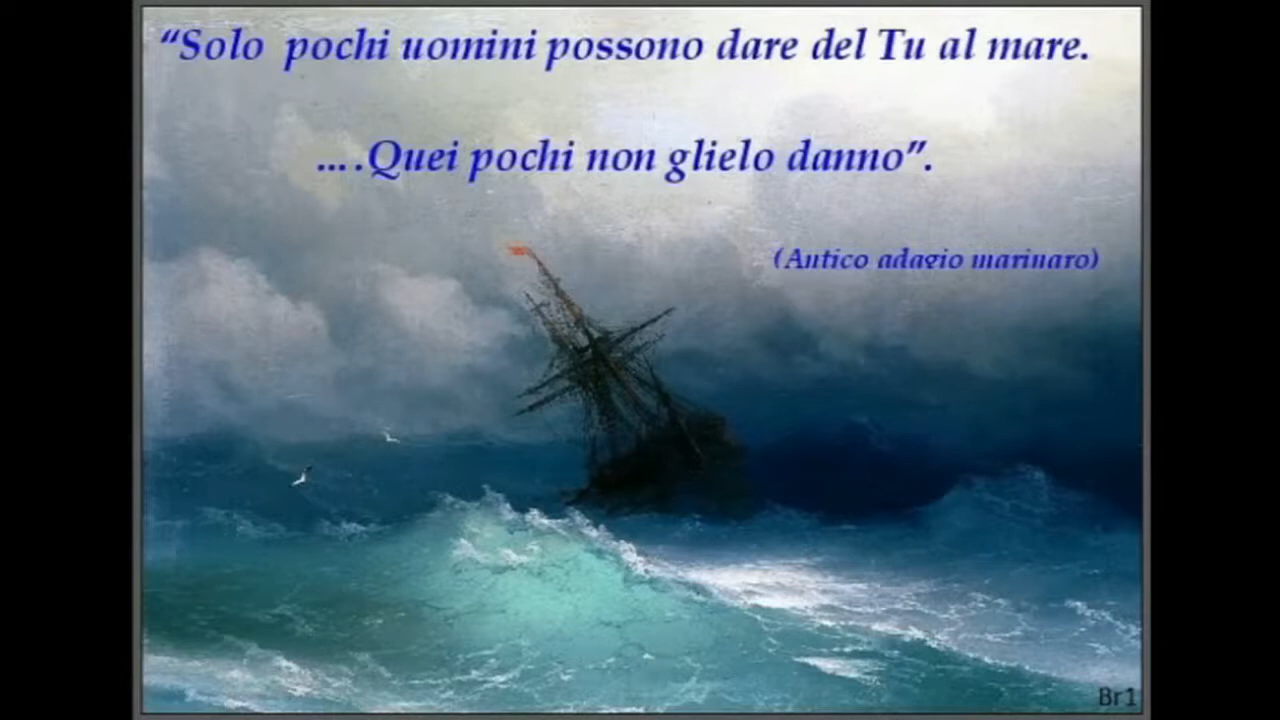 “Solo pochi uomini possono dare del Tu al mare.
….Quei pochi non glielo danno”.
(Antico adagio marinaro)
Br1